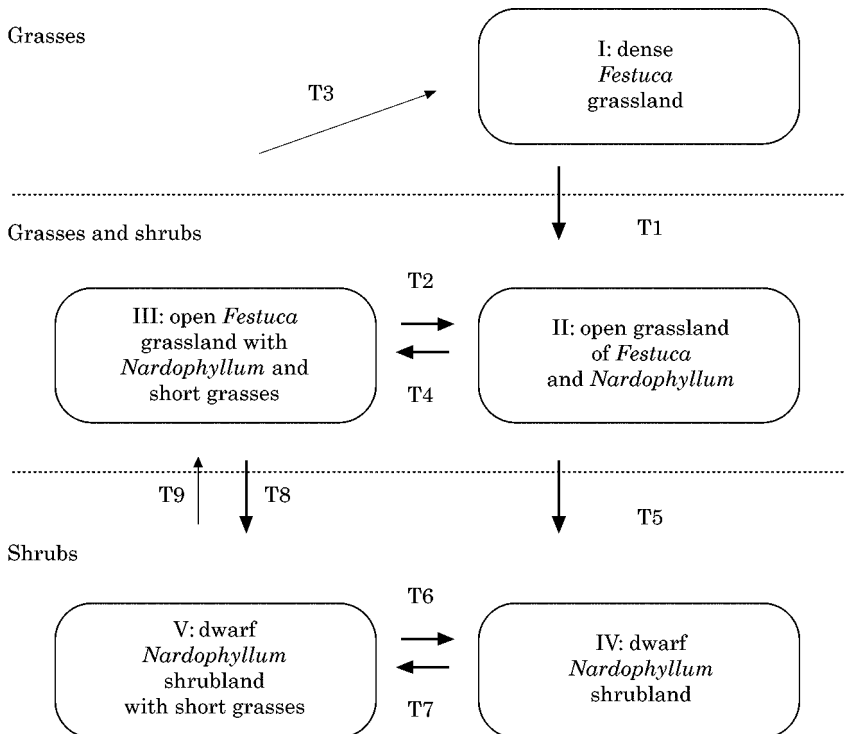 Grasses
I: dense
Festuca
grassland
T3
T1
Grasses and shrubs
T2
III: open Festuca
grassland with
Nardophyllum and
short grasses
II: open grassland
of Festuca
and Nardophyllum
T4
T9
T8
T5
Shrubs
T6
V: dwarf
Nardophyllum
shrubland
with short grasses
IV: dwarf
Nardophyllum
shrubland
T7